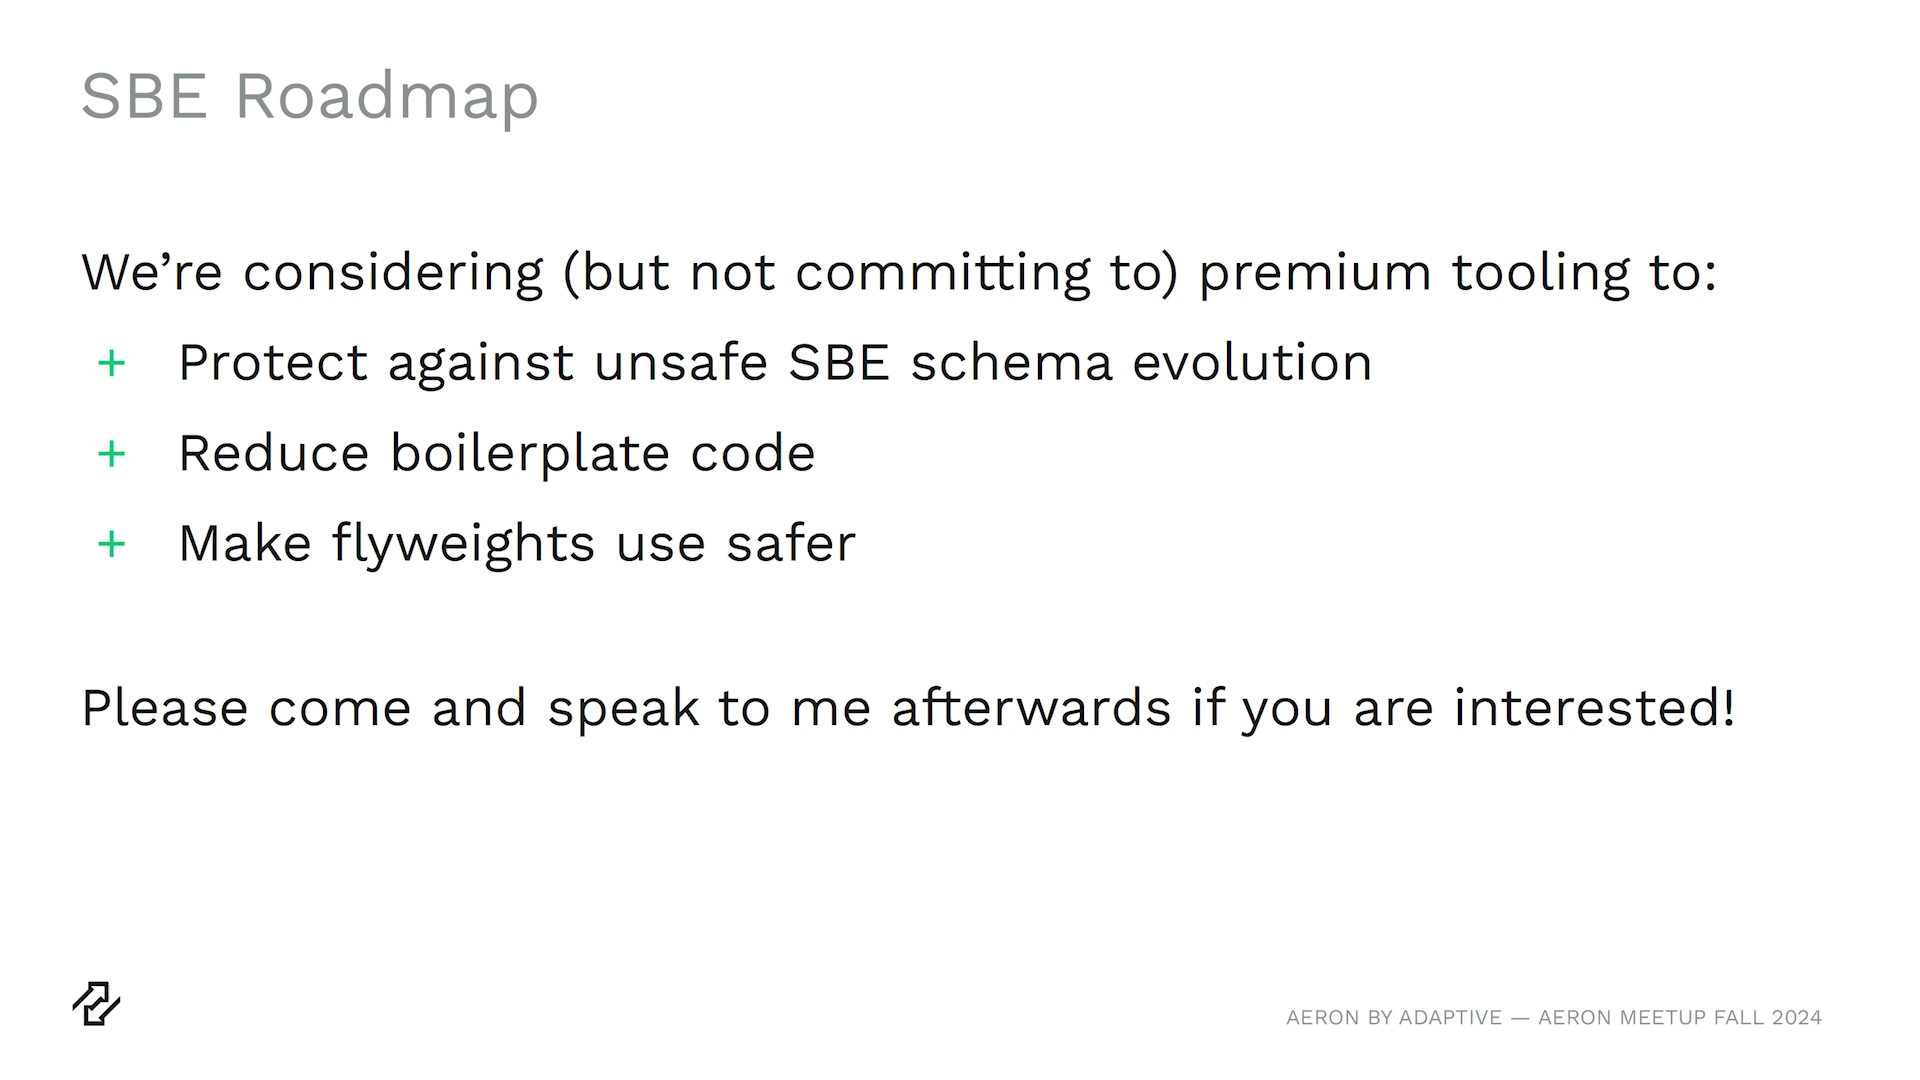 SBE Roadmap
We’re considering (but not committing to) premium tooling to:
+ Protect against unsafe SBE schema evolution
+ Reduce boilerplate code
+ Make flyweights use safer
Please come and speak to me afterwards if you are interested!
AERON BY ADAPTIVE — AERON MEETUP FALL 2024